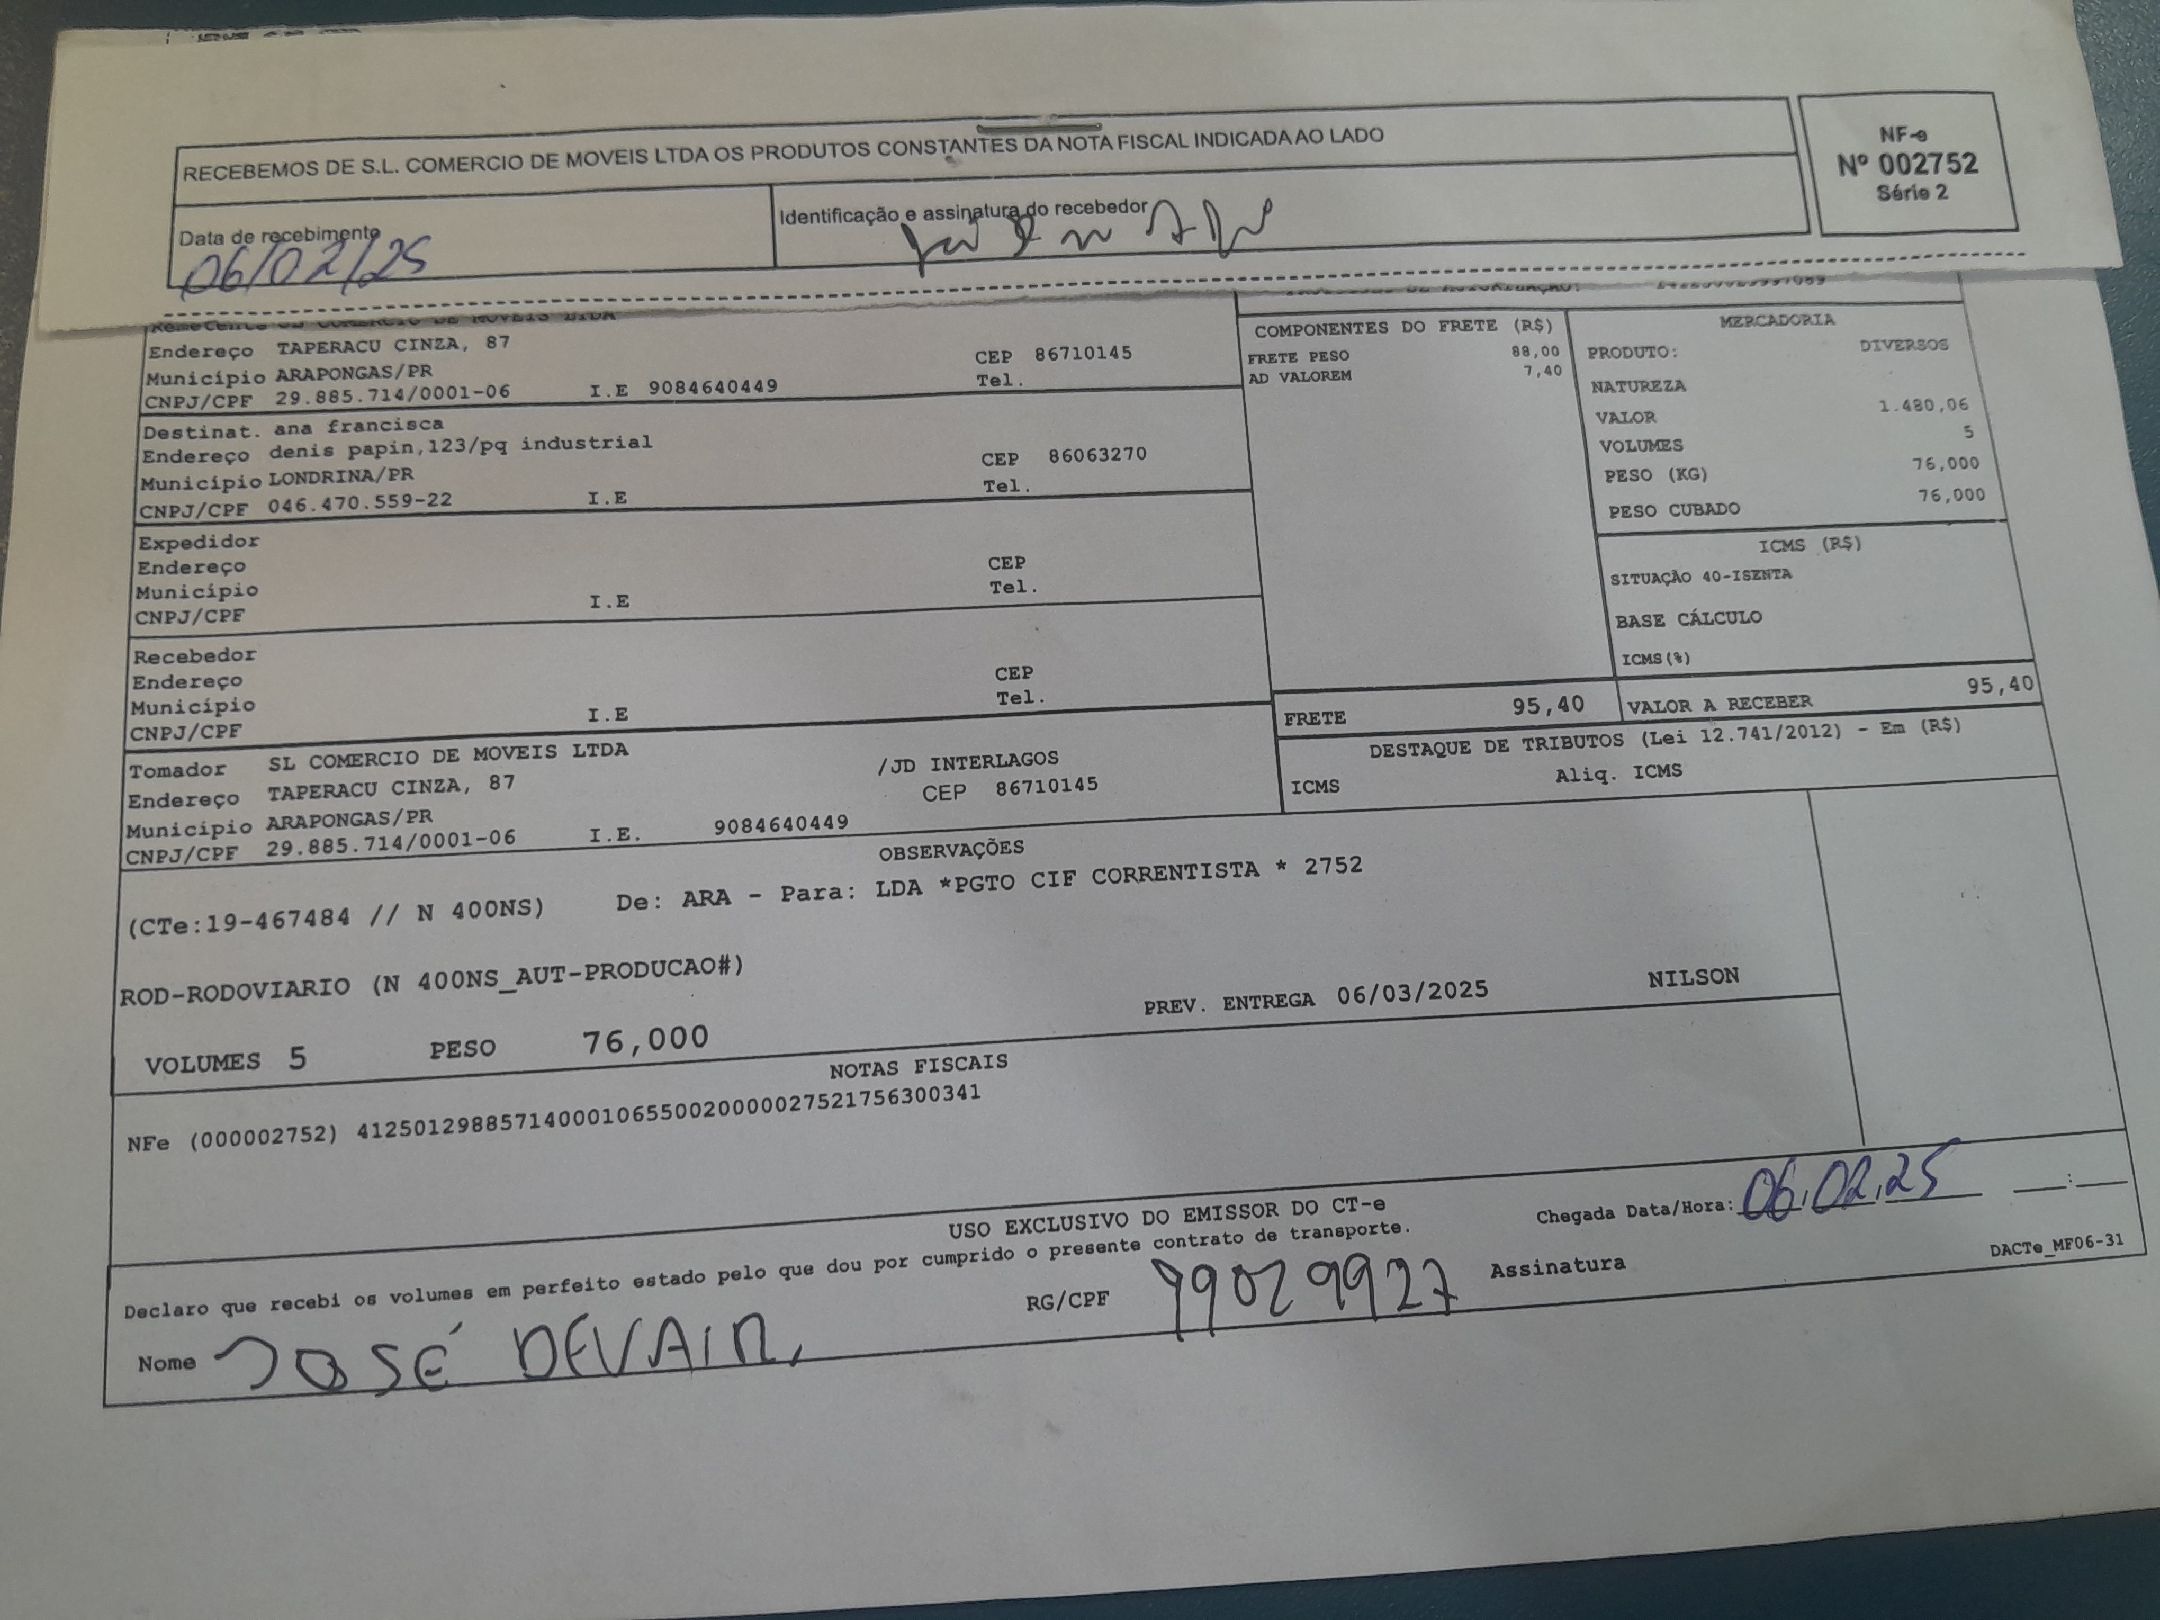 RECEBEMOS DE S.L. COMERCIO DE MOVEIS LTDA OS PRODUTOS CONSTANTES DA NOTA FISCAL INDICADA AO LADO
NF-e
Nº 002752
Série 2
Data de recebimento
06/02/25
Identificação e assinatura do recebedor
Endereço TAPERACU CINZA, 87
CEP 86710145
Município ARAPONGAS/PR
Tel.
CNPJ/CPF 29.885.714/0001-06 I.E 9084640449
Destinat. ana francisca
Endereço denis papin,123/pq industrial
CEP 86063270
Município LONDRINA/PR
Tel.
CNPJ/CPF 046.470.559-22 I.E
Expedidor
Endereço CEP
Município Tel.
CNPJ/CPF I.E
Recebedor
Endereço CEP
Município Tel.
CNPJ/CPF I.E
Tomador SL COMERCIO DE MOVEIS LTDA
Endereço TAPERACU CINZA, 87 /JD INTERLAGOS
CEP 86710145
Município ARAPONGAS/PR
CNPJ/CPF 29.885.714/0001-06 I.E. 9084640449
COMPONENTES DO FRETE (R$)
FRETE PESO 88,00
AD VALOREM 7,40
MERCADORIA
PRODUTO: DIVERSOS
NATUREZA
VALOR 1.480,06
VOLUMES 5
PESO (KG) 76,000
PESO CUBADO 76,000
ICMS (R$)
SITUAÇÃO 40-ISENTA
BASE CÁLCULO
ICMS(%)
FRETE 95,40 VALOR A RECEBER 95,40
DESTAQUE DE TRIBUTOS (Lei 12.741/2012) - Em (R$)
ICMS Aliq. ICMS
OBSERVAÇÕES
(CTe:19-467484 // N 400NS) De: ARA - Para: LDA *PGTO CIF CORRENTISTA * 2752
ROD-RODOVIARIO (N 400NS_AUT-PRODUCAO#)
PREV. ENTREGA 06/03/2025 NILSON
VOLUMES 5 PESO 76,000
NOTAS FISCAIS
NFe (000002752) 41250129885714000106550020000027521756300341
USO EXCLUSIVO DO EMISSOR DO CT-e
Chegada Data/Hora: 06.02.25 __:__
Declaro que recebi os volumes em perfeito estado pelo que dou por cumprido o presente contrato de transporte.
DACTe_MF06-31
Nome JOSÉ DEVAIR, RG/CPF Assinatura